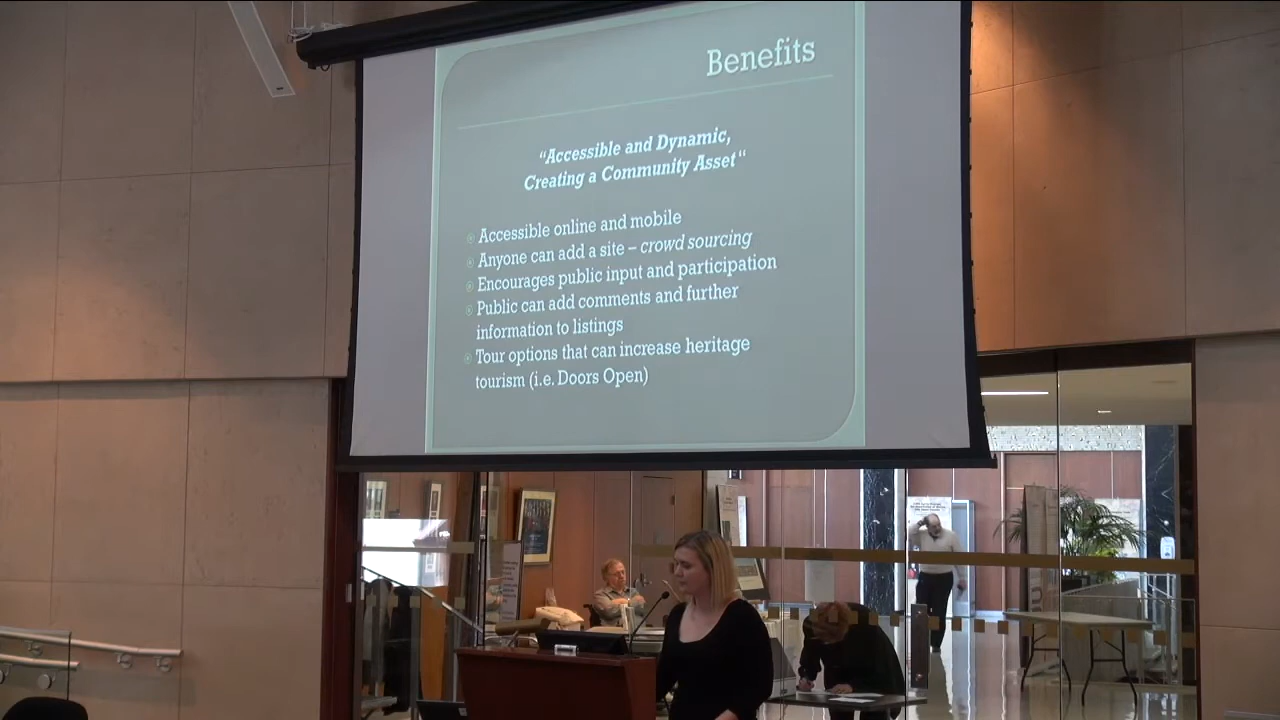 Benefits
“Accessible and Dynamic,
Creating a Community Asset“
Accessible online and mobile
Anyone can add a site – crowd sourcing
Encourages public input and participation
Public can add comments and further
information to listings
Tour options that can increase heritage
tourism (i.e. Doors Open)